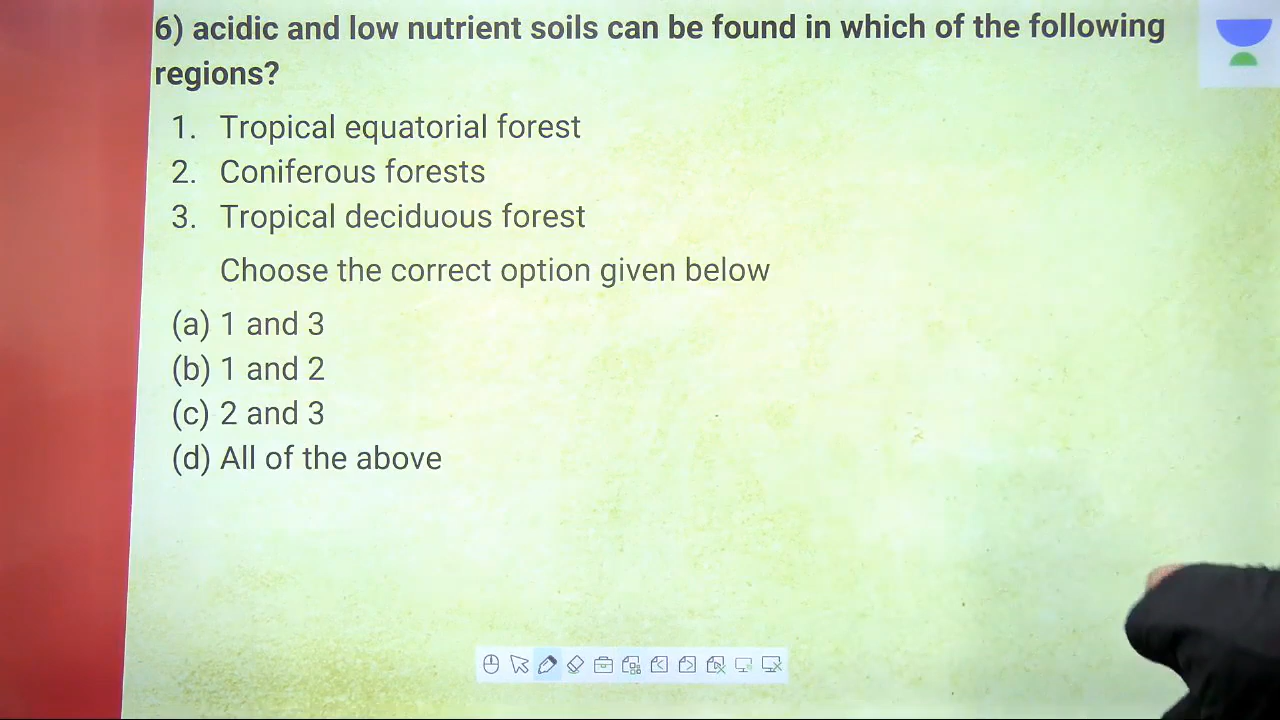 6) acidic and low nutrient soils can be found in which of the following
regions?
1. Tropical equatorial forest
2. Coniferous forests
3. Tropical deciduous forest
Choose the correct option given below
(a) 1 and 3
(b) 1 and 2
(c) 2 and 3
(d) All of the above